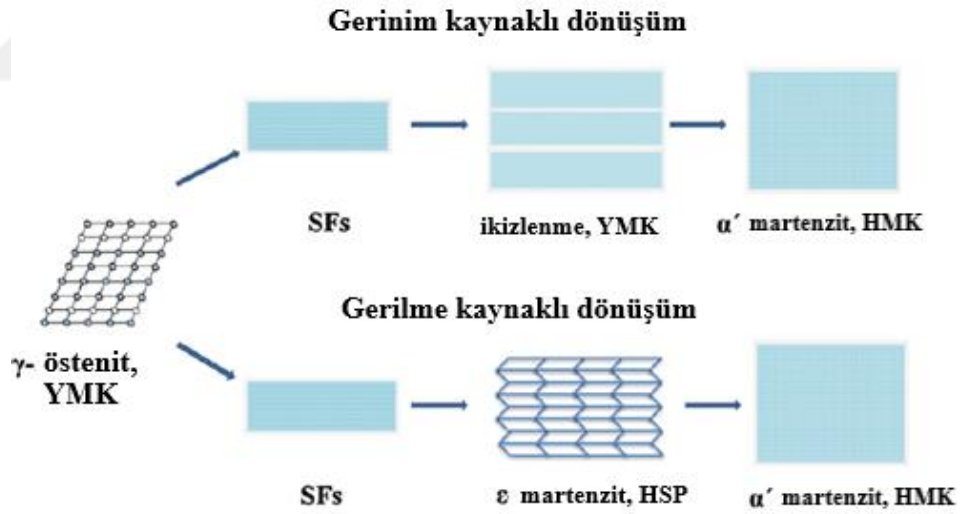 Gerinim kaynaklı dönüşüm
SFs
ikizlenme, YMK
α´ martenzit, HMK
Gerilme kaynaklı dönüşüm
γ- östenit,
YMK
SFs
ε martenzit, HSP
α´ martenzit, HMK